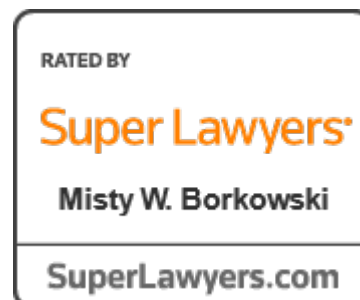 RATED BY
Super Lawyers®
Misty W. Borkowski
SuperLawyers.com